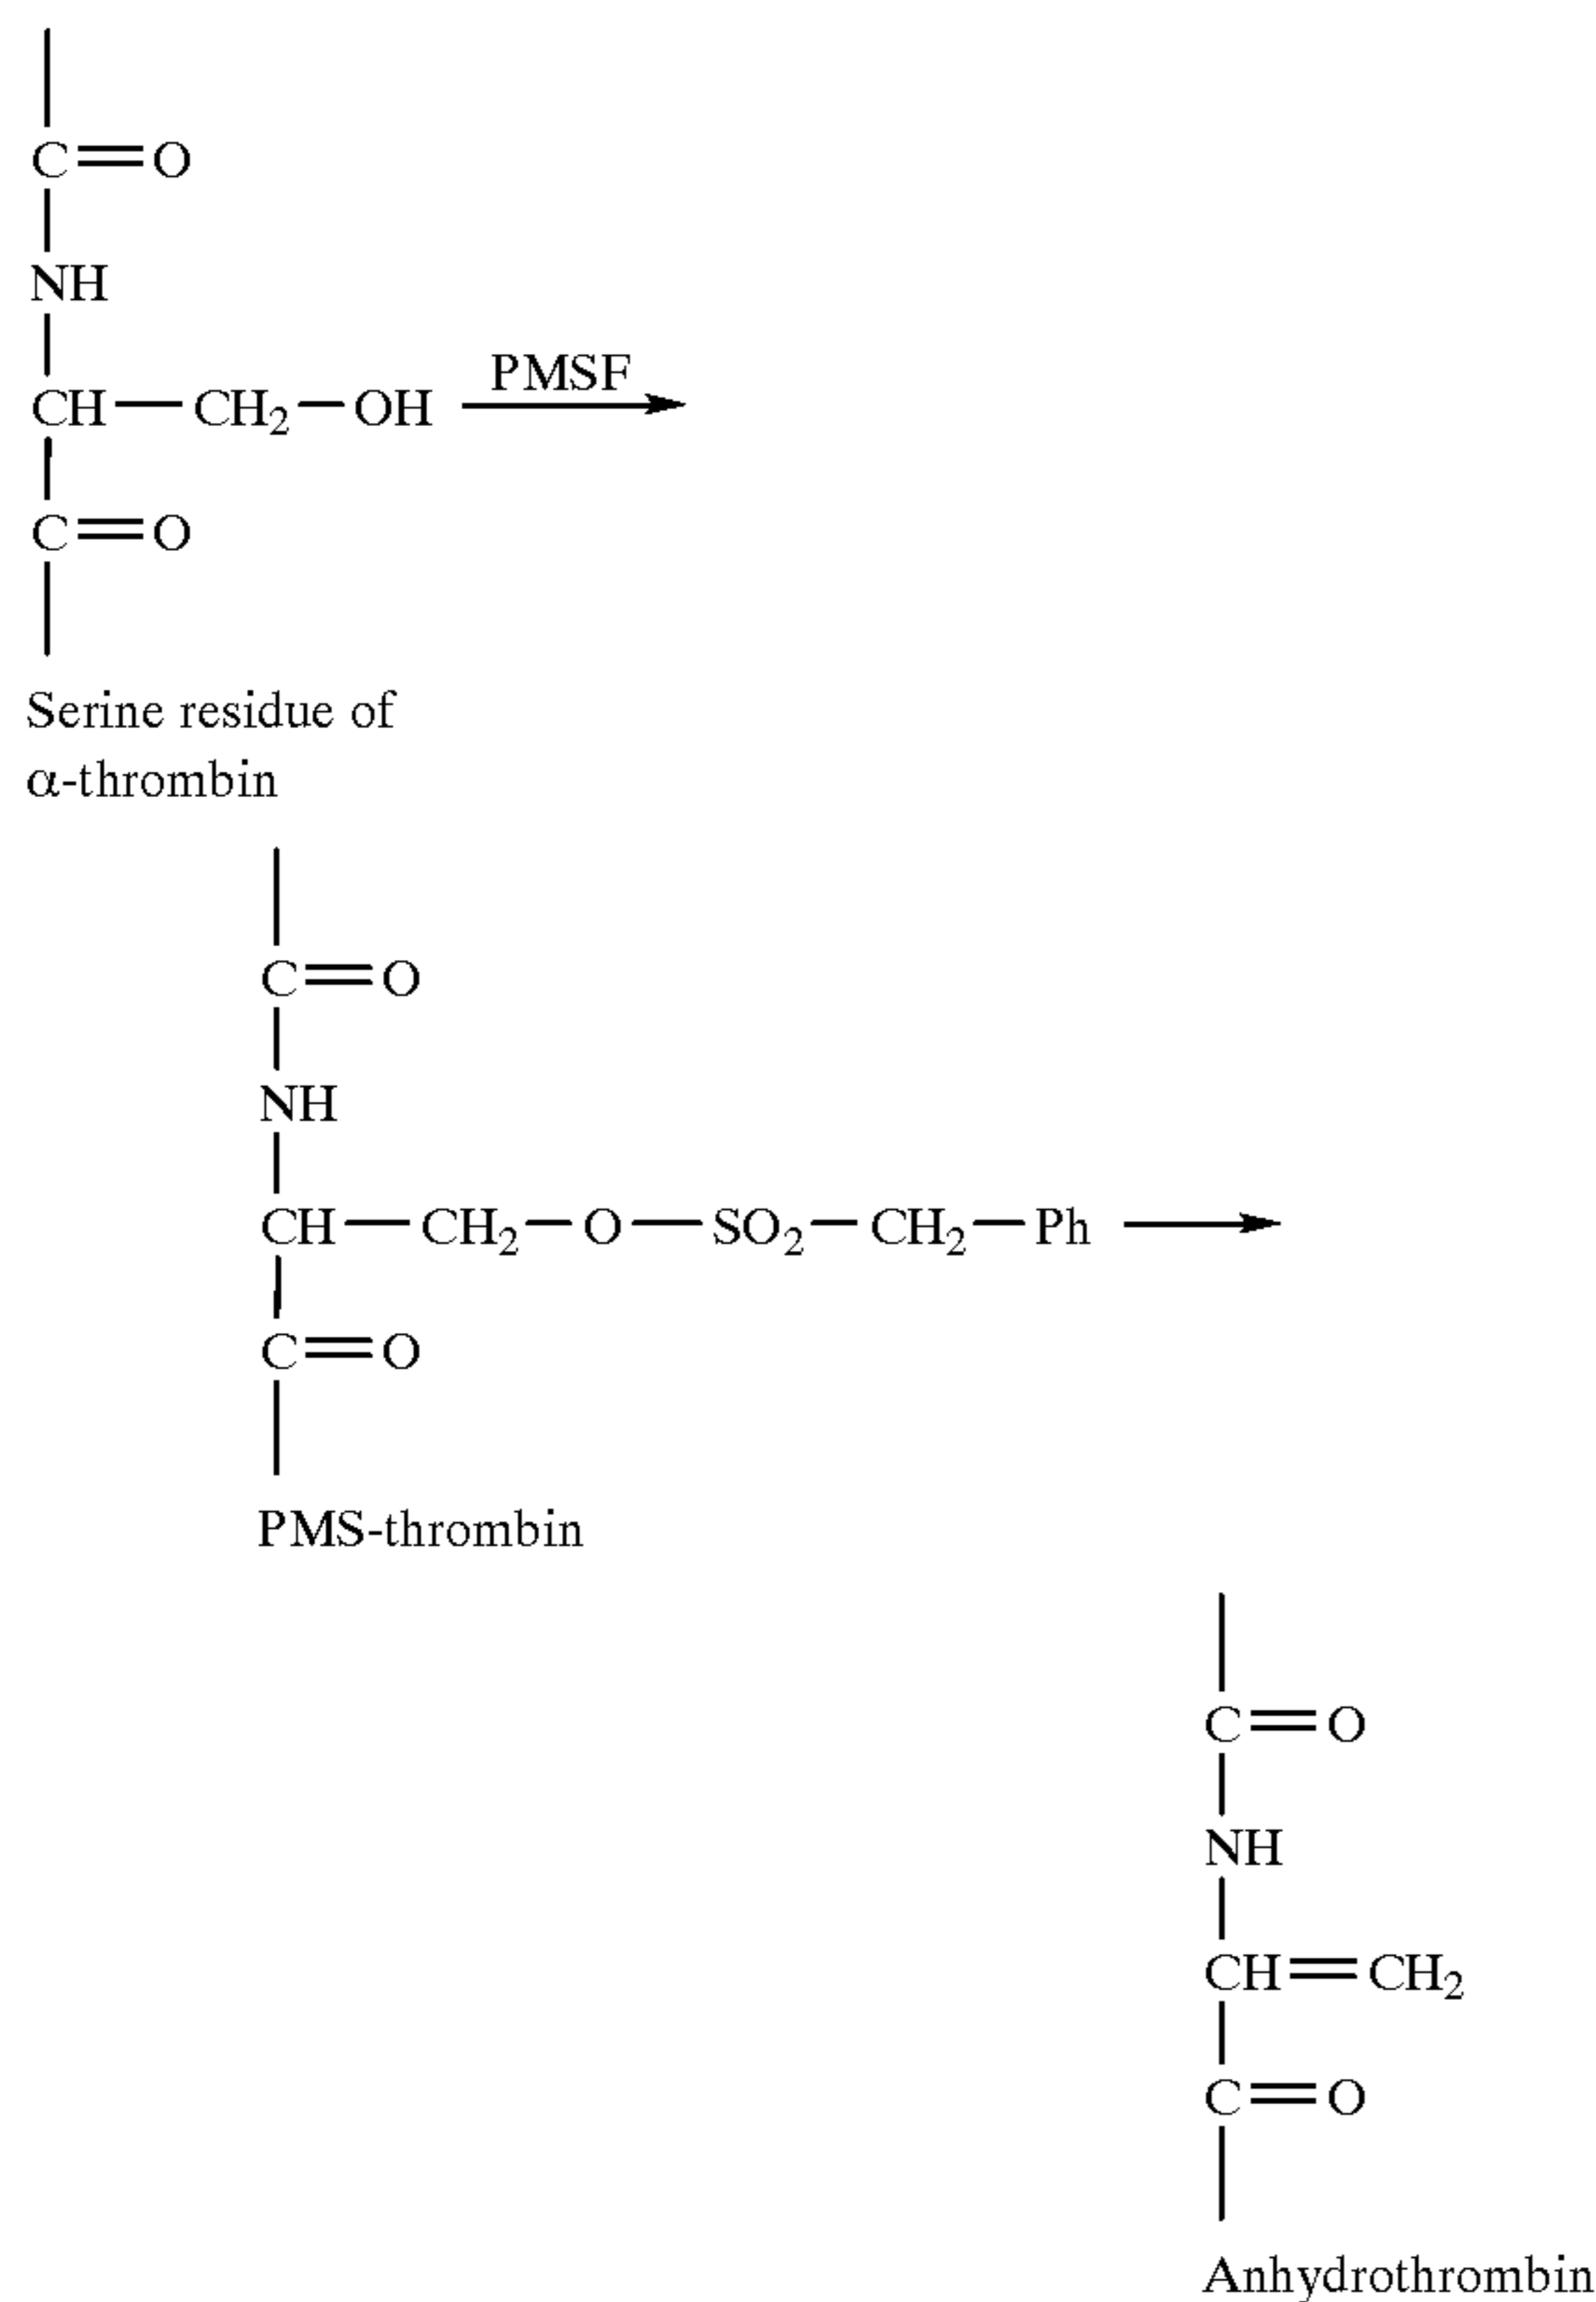 C=O
NH
PMSF
CH—CH₂—OH
C=O
Serine residue of
α-thrombin
C=O
NH
CH—CH₂—O—SO₂—CH₂—Ph
C=O
PMS-thrombin
C=O
NH
CH=CH₂
C=O
Anhydrothrombin